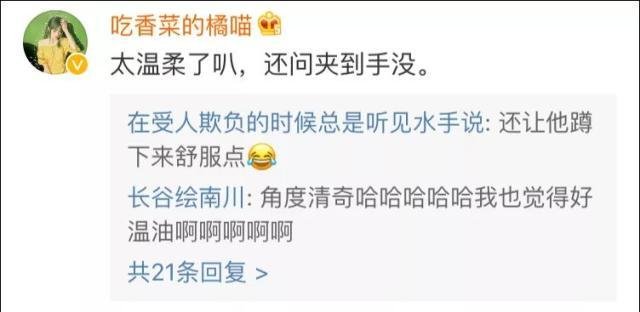 吃香菜的橘喵
太温柔了叭，还问夹到手没。
在受人欺负的时候总是听见水手说: 还让他蹲
下来舒服点😂
长谷绘南川: 角度清奇哈哈哈哈哈我也觉得好
温油啊啊啊啊啊
共21条回复 >